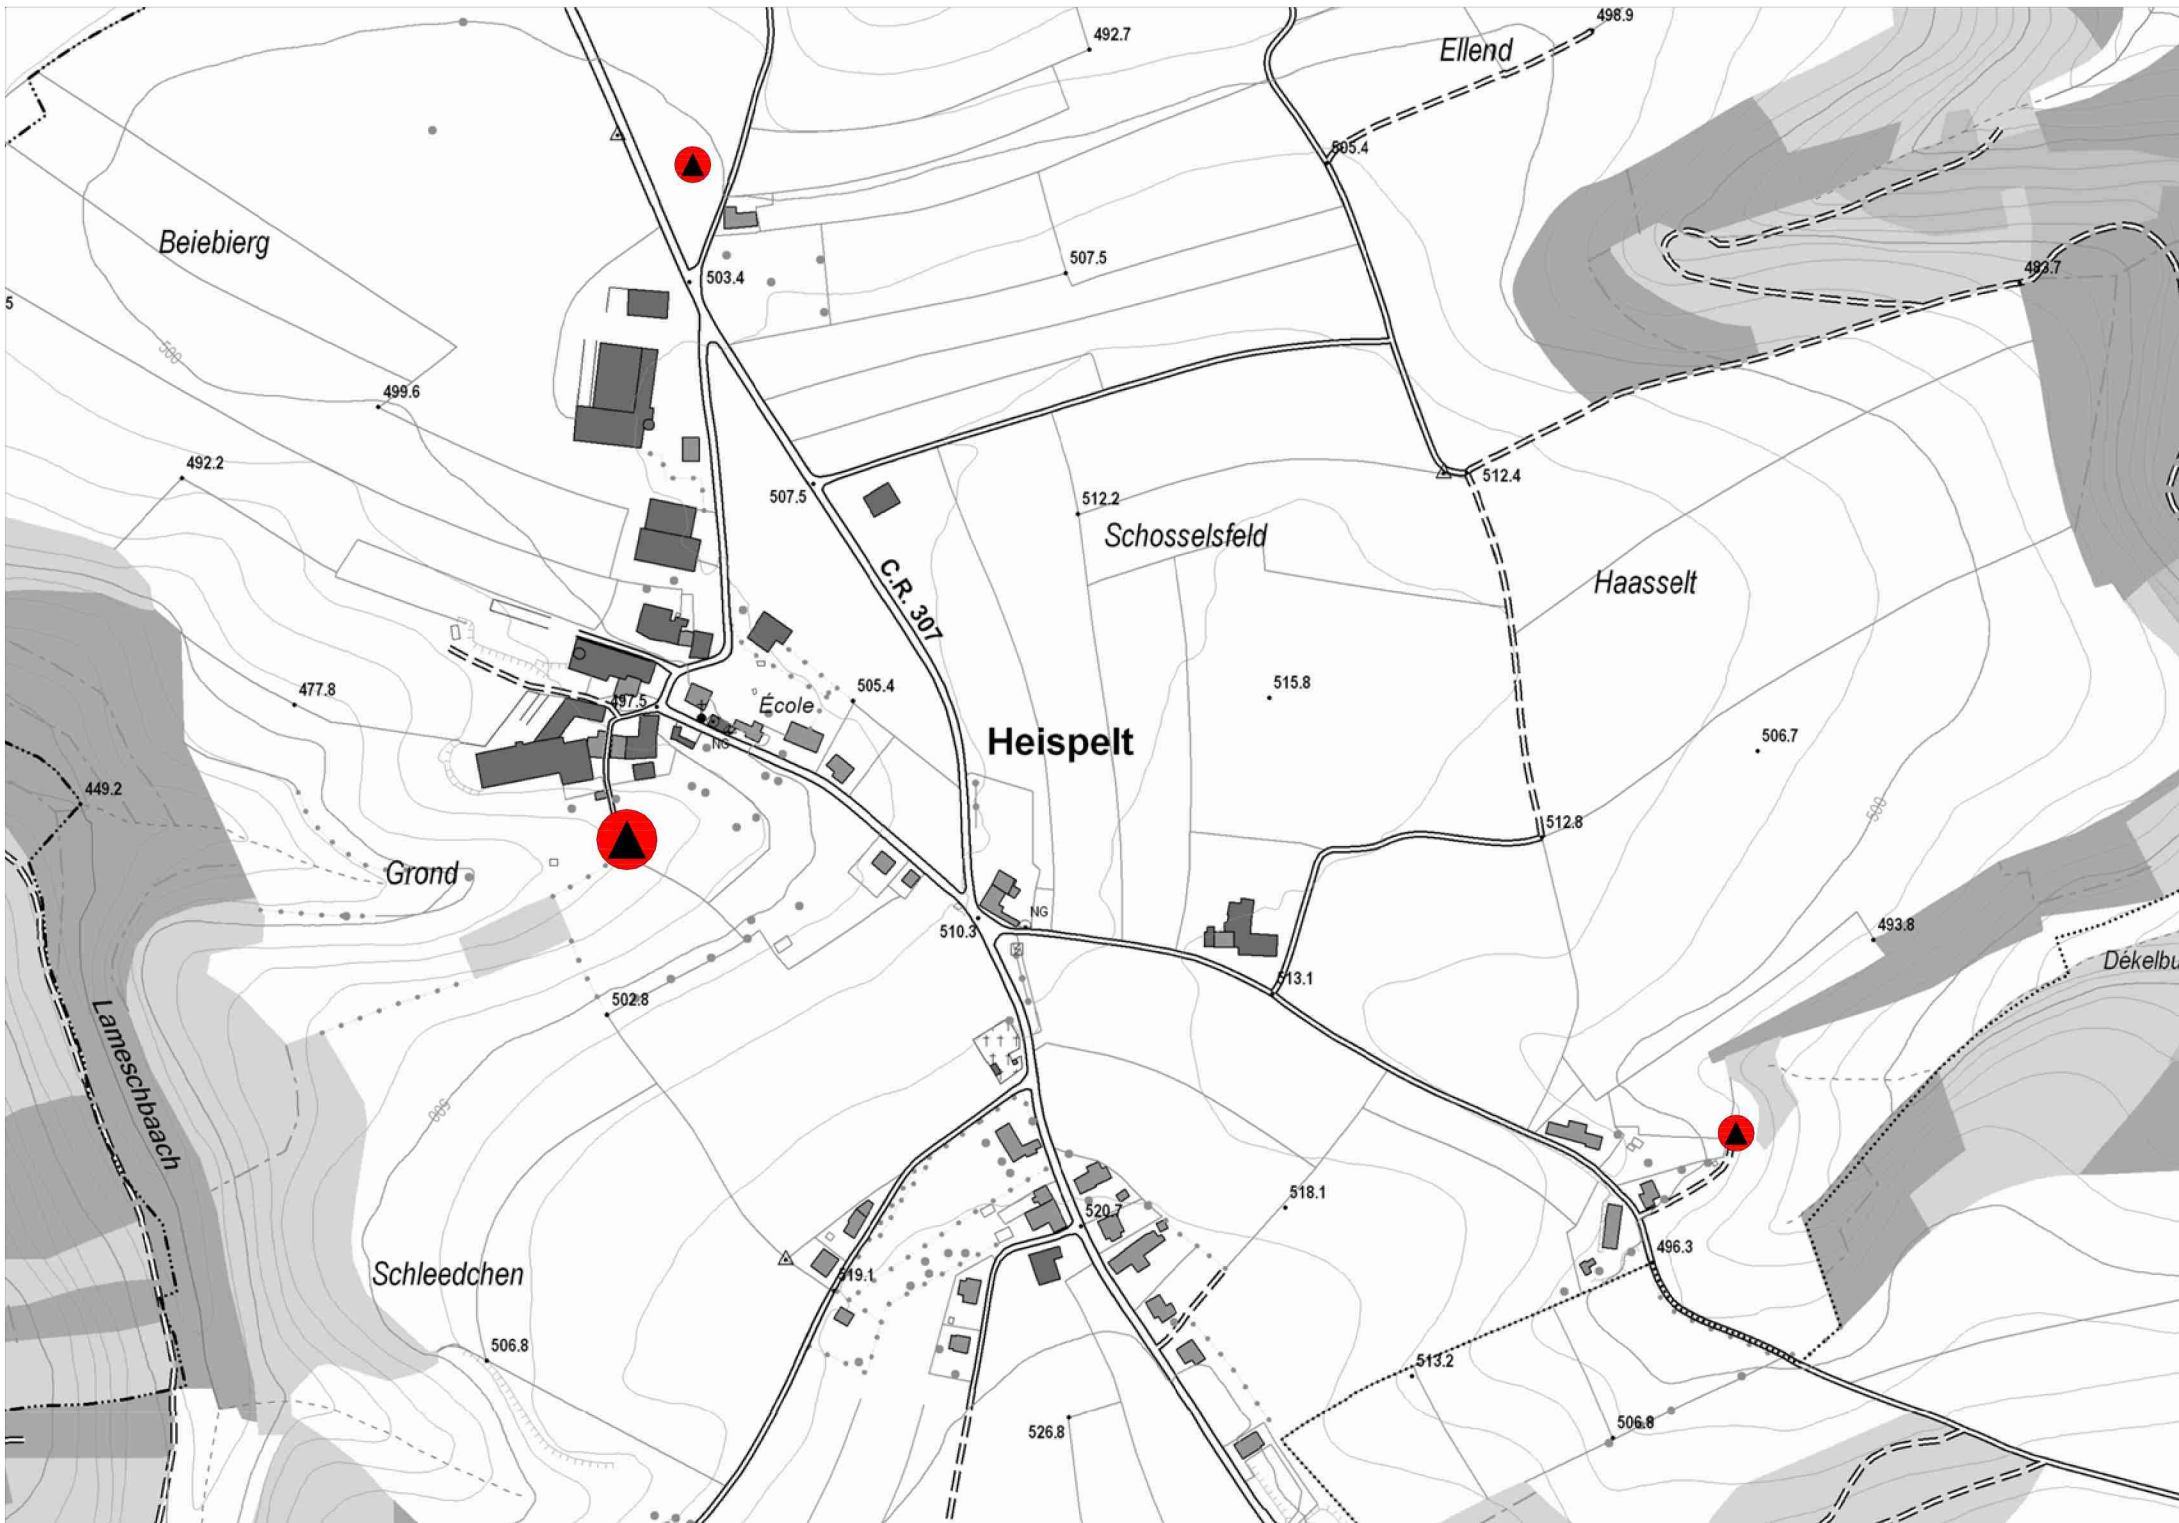 498.9
492.7
Ellend
505.4
Beiebierg
507.5
483.7
503.4
5
500
499.6
492.2
512.4
507.5
512.2
Schosselsfeld
C.R. 307
Haasselt
477.8
505.4
515.8
497.5
École
NG
Heispelt
506.7
449.2
500
512.8
Grond
NG
510.3
493.8
Dékelbu
513.1
502.8
Lameschbaach
500
518.1
520.7
496.3
Schleedchen
519.1
506.8
513.2
506.8
526.8